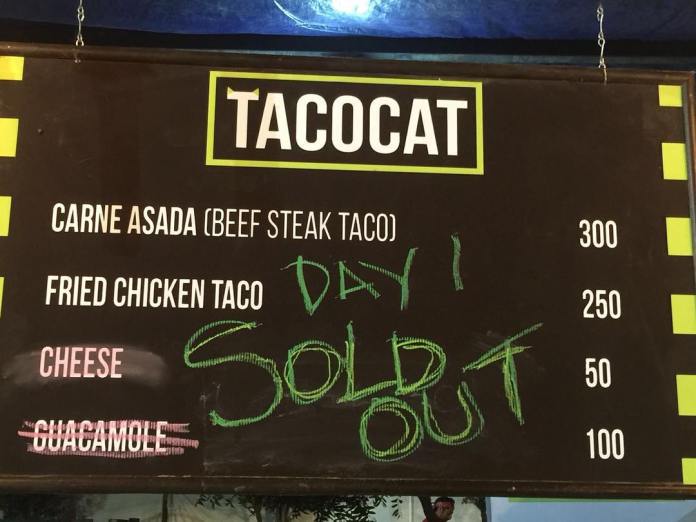 TACOCAT
CARNE ASADA (BEEF STEAK TACO) 300
DAY 1
FRIED CHICKEN TACO 250
SOLD
CHEESE 50
OUT
GUACAMOLE 100